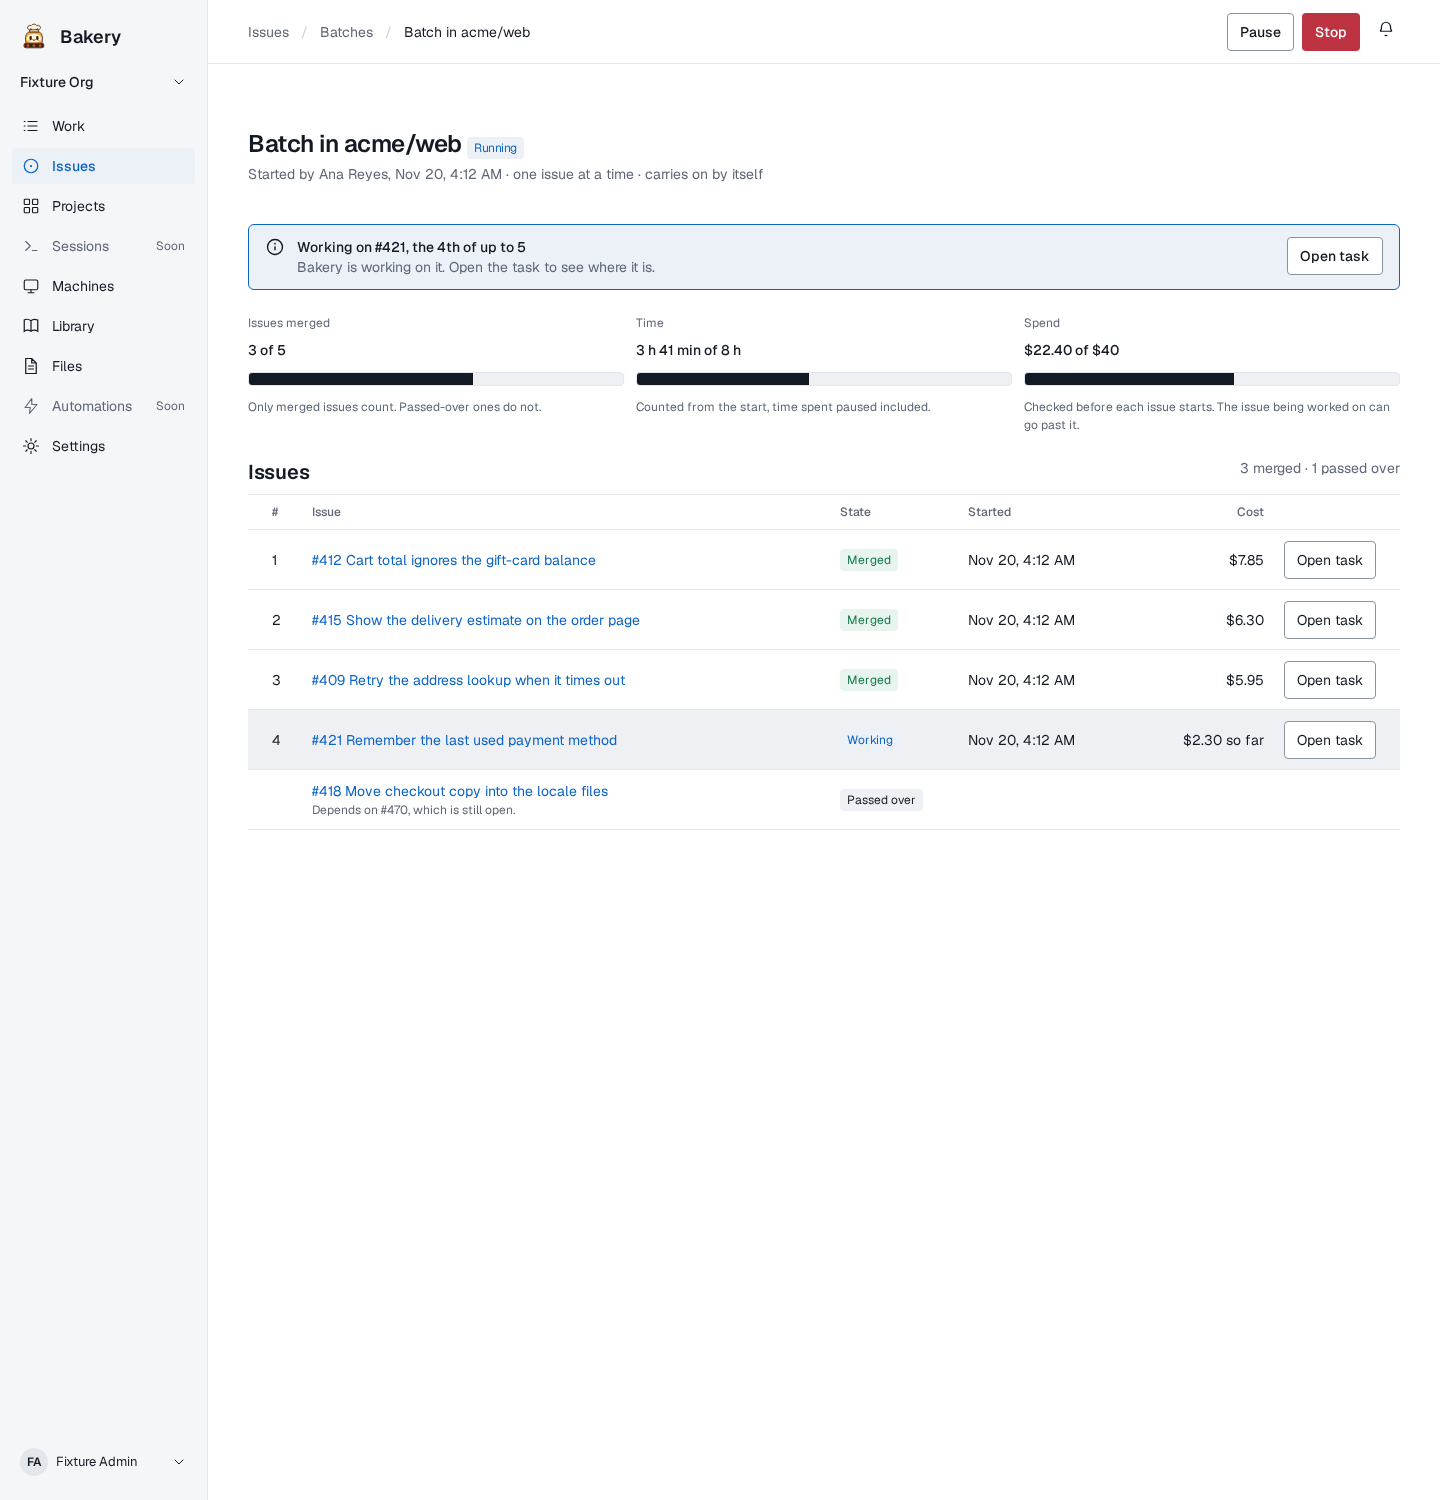 Bakery
Fixture Org
Work
Issues
Projects
Sessions Soon
Machines
Library
Files
Automations Soon
Settings
FA Fixture Admin
Issues / Batches / Batch in acme/web
Pause Stop
Batch in acme/web Running
Started by Ana Reyes, Nov 20, 4:12 AM · one issue at a time · carries on by itself
Working on #421, the 4th of up to 5
Bakery is working on it. Open the task to see where it is.
Open task
Issues merged
3 of 5
Only merged issues count. Passed-over ones do not.
Time
3 h 41 min of 8 h
Counted from the start, time spent paused included.
Spend
$22.40 of $40
Checked before each issue starts. The issue being worked on can
go past it.
Issues 3 merged · 1 passed over
# Issue State Started Cost
1 #412 Cart total ignores the gift-card balance Merged Nov 20, 4:12 AM $7.85 Open task
2 #415 Show the delivery estimate on the order page Merged Nov 20, 4:12 AM $6.30 Open task
3 #409 Retry the address lookup when it times out Merged Nov 20, 4:12 AM $5.95 Open task
4 #421 Remember the last used payment method Working Nov 20, 4:12 AM $2.30 so far Open task
#418 Move checkout copy into the locale files Passed over
Depends on #470, which is still open.